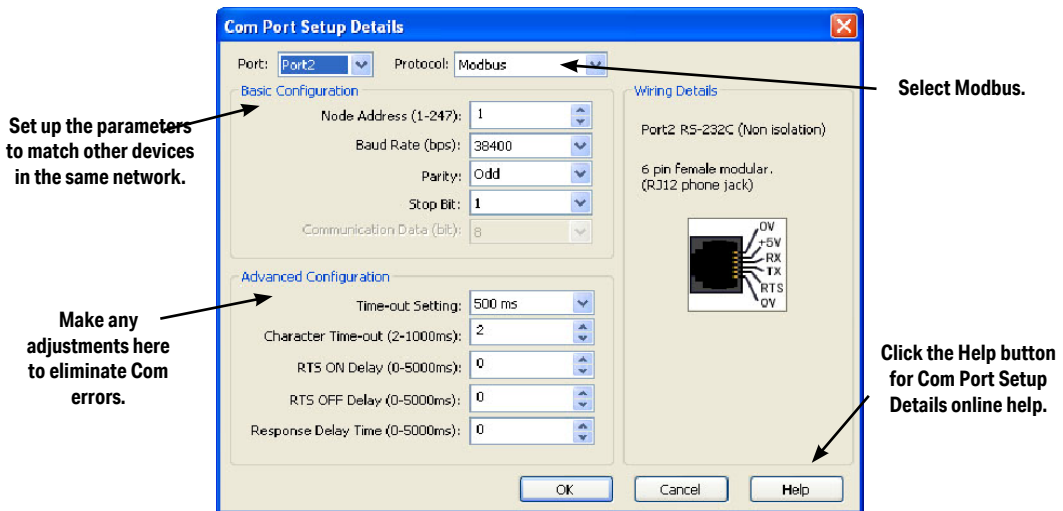 Com Port Setup Details
Port: Port2 Protocol: Modbus
Select Modbus.
Basic Configuration
Node Address (1-247): 1
Baud Rate (bps): 38400
Parity: Odd
Stop Bit: 1
Communication Data (bit): 8
Set up the parameters
to match other devices
in the same network.
Wiring Details
Port2 RS-232C (Non isolation)
6 pin female modular.
(RJ12 phone jack)
0V
+5V
RX
TX
RTS
0V
Advanced Configuration
Time-out Setting: 500 ms
Character Time-out (2-1000ms): 2
RTS ON Delay (0-5000ms): 0
RTS OFF Delay (0-5000ms): 0
Response Delay Time (0-5000ms): 0
Make any
adjustments here
to eliminate Com
errors.
Click the Help button
for Com Port Setup
Details online help.
OK Cancel Help